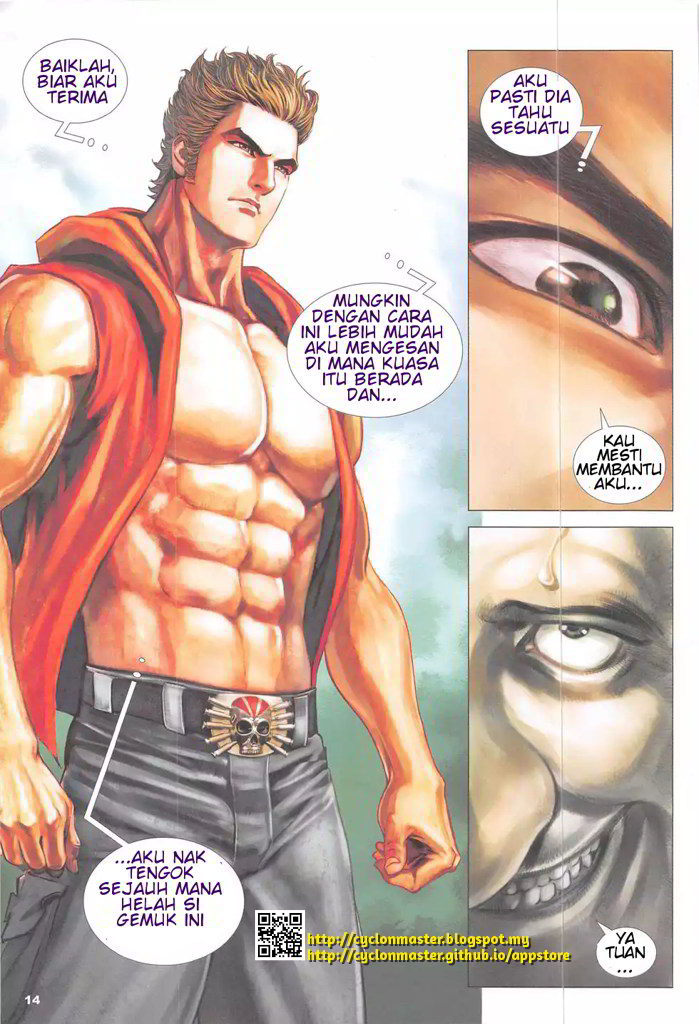 BAIKLAH,
BIAR AKU
TERIMA
MUNGKIN
DENGAN CARA
INI LEBIH MUDAH
AKU MENGESAN
DI MANA KUASA
ITU BERADA
DAN...
...AKU NAK
TENGOK
SEJAUH MANA
HELAH SI
GEMUK INI
AKU
PASTI DIA
TAHU
SESUATU
KAU
MESTI
MEMBANTU
AKU...
YA
TUAN
...
http://cyclonmaster.blogspot.my
http://cyclonmaster.github.io/appstore
14